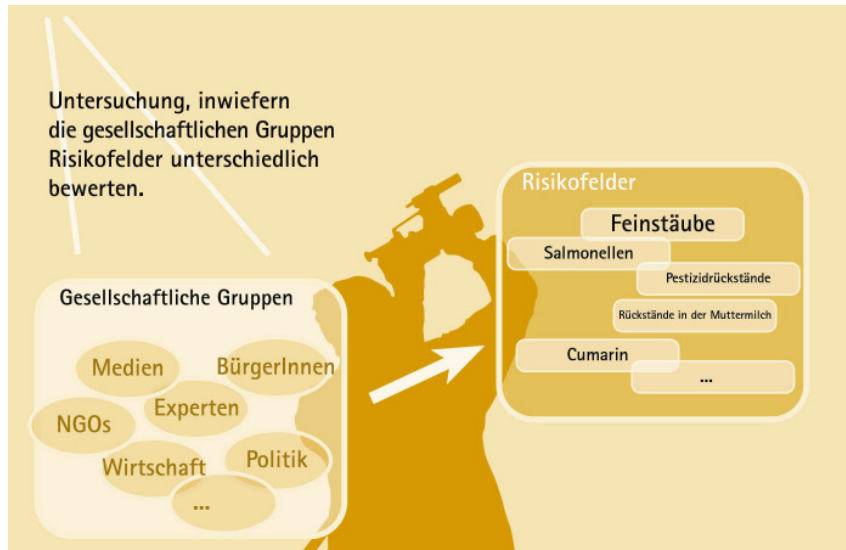 Untersuchung, inwiefern
die gesellschaftlichen Gruppen
Risikofelder unterschiedlich
bewerten.
Gesellschaftliche Gruppen
Medien
BürgerInnen
Experten
NGOs
Wirtschaft
Politik
...
Risikofelder
Feinstäube
Salmonellen
Pestizidrückstände
Rückstände in der Muttermilch
Cumarin
...